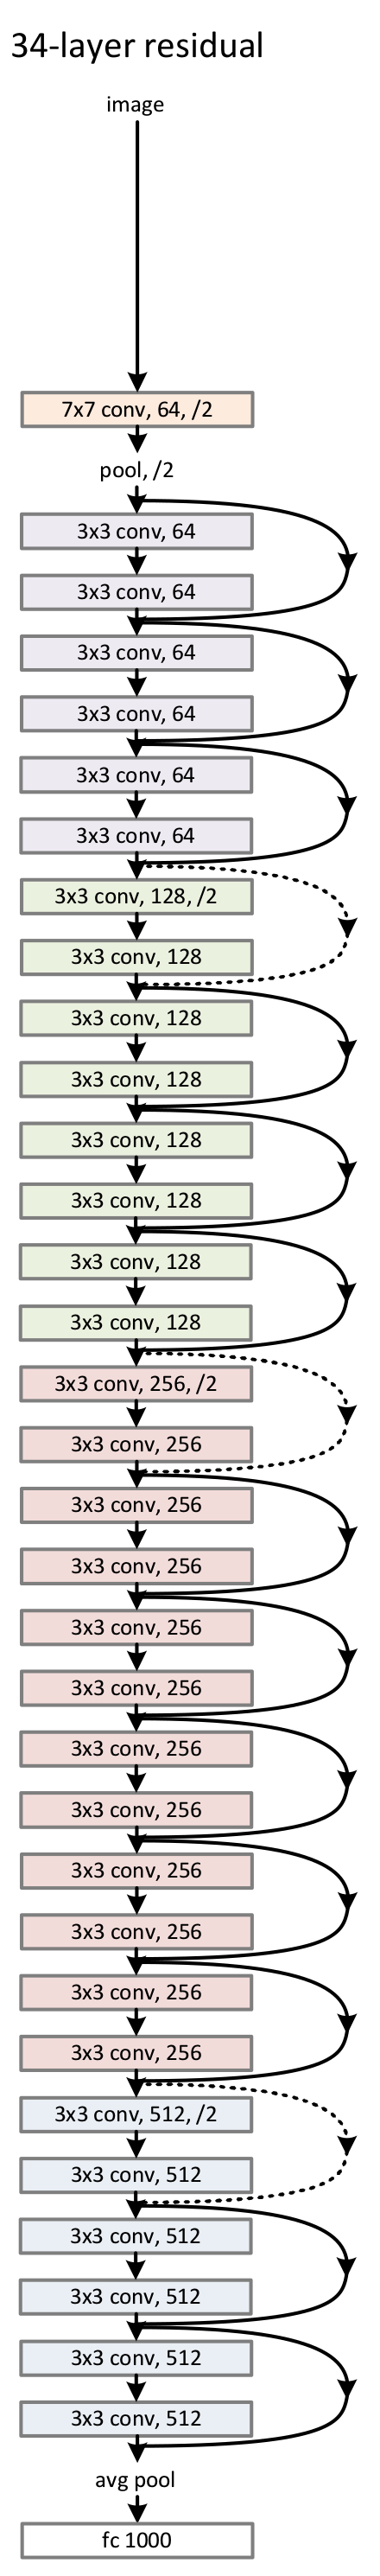 34-layer residual
image
7x7 conv, 64, /2
pool, /2
3x3 conv, 64
3x3 conv, 64
3x3 conv, 64
3x3 conv, 64
3x3 conv, 64
3x3 conv, 64
3x3 conv, 128, /2
3x3 conv, 128
3x3 conv, 128
3x3 conv, 128
3x3 conv, 128
3x3 conv, 128
3x3 conv, 128
3x3 conv, 128
3x3 conv, 256, /2
3x3 conv, 256
3x3 conv, 256
3x3 conv, 256
3x3 conv, 256
3x3 conv, 256
3x3 conv, 256
3x3 conv, 256
3x3 conv, 256
3x3 conv, 256
3x3 conv, 256
3x3 conv, 256
3x3 conv, 512, /2
3x3 conv, 512
3x3 conv, 512
3x3 conv, 512
3x3 conv, 512
3x3 conv, 512
avg pool
fc 1000